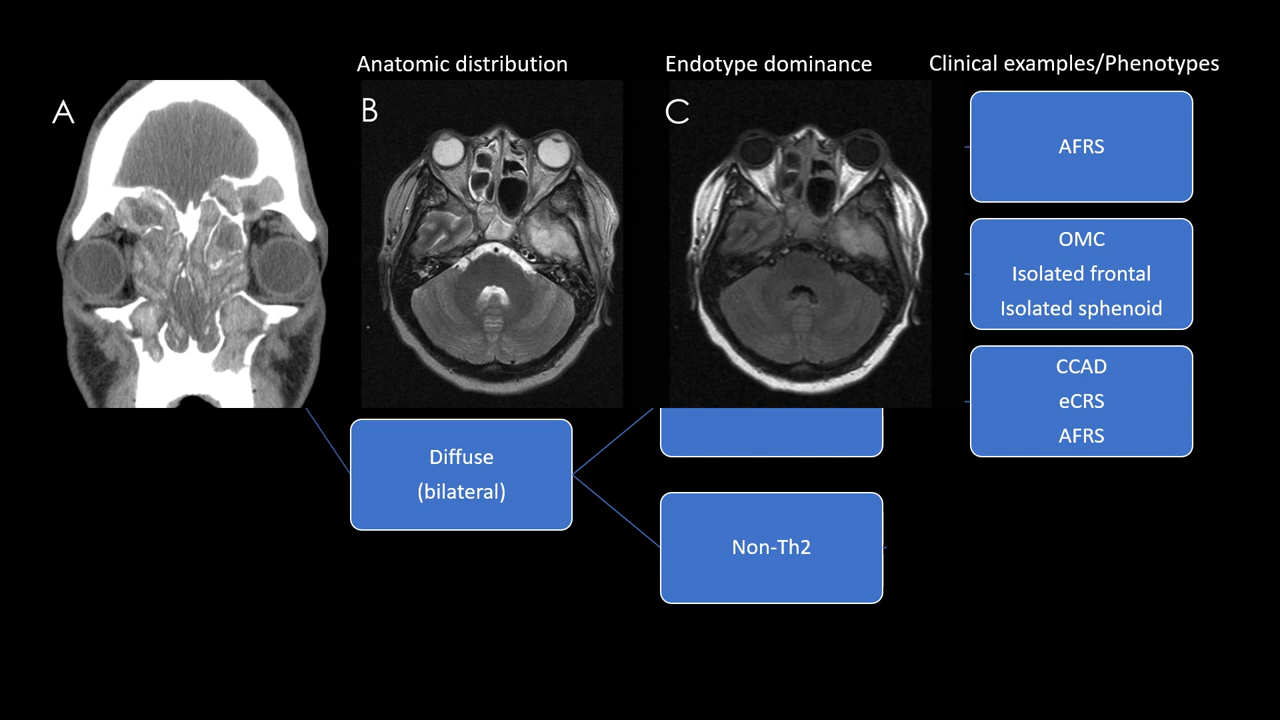 Anatomic distribution
Endotype dominance
Clinical examples/Phenotypes
A
B
C
AFRS
OMC
Isolated frontal
Isolated sphenoid
CCAD
eCRS
AFRS
Diffuse
(bilateral)
Non-Th2